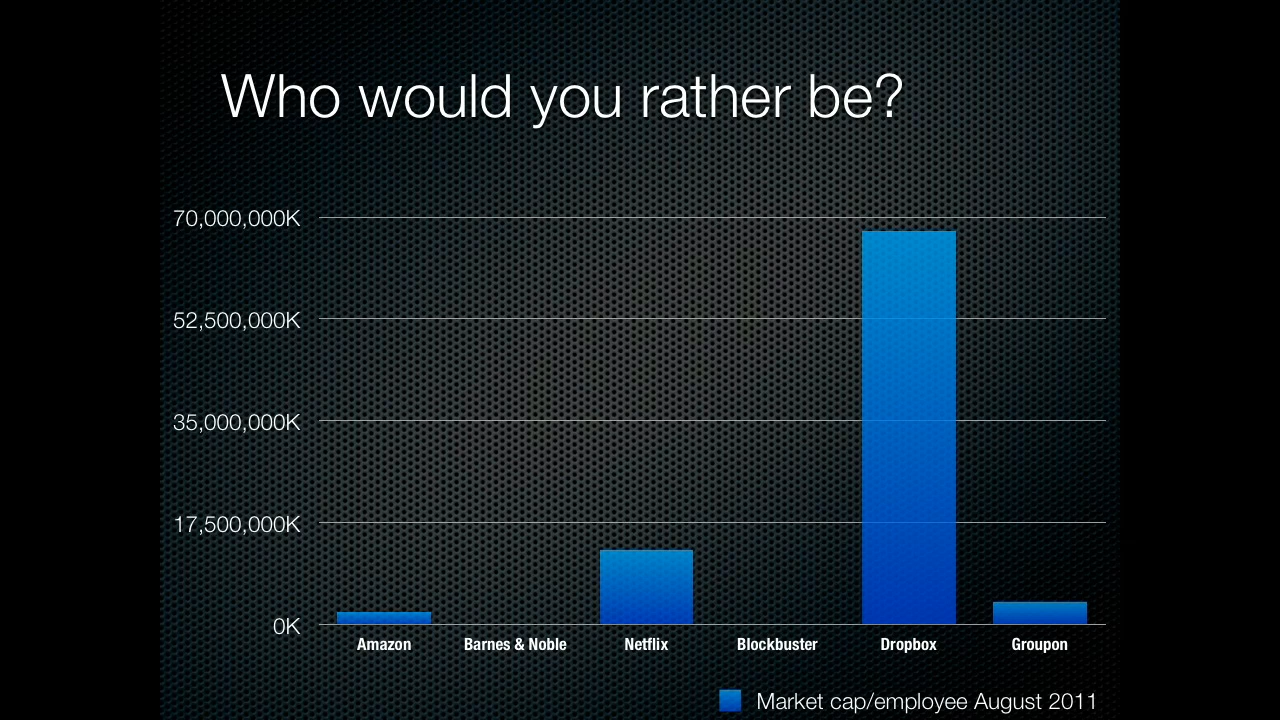 Who would you rather be?
70,000,000K
52,500,000K
35,000,000K
17,500,000K
0K
Amazon Barnes & Noble Netflix Blockbuster Dropbox Groupon
Market cap/employee August 2011